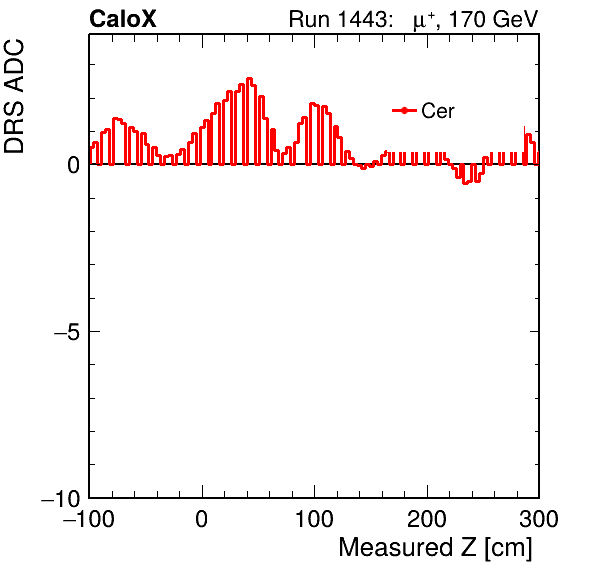 CaloX Run 1443: μ⁺, 170 GeV
DRS ADC
Cer
0
−5
−10
−100 0 100 200 300
Measured Z [cm]